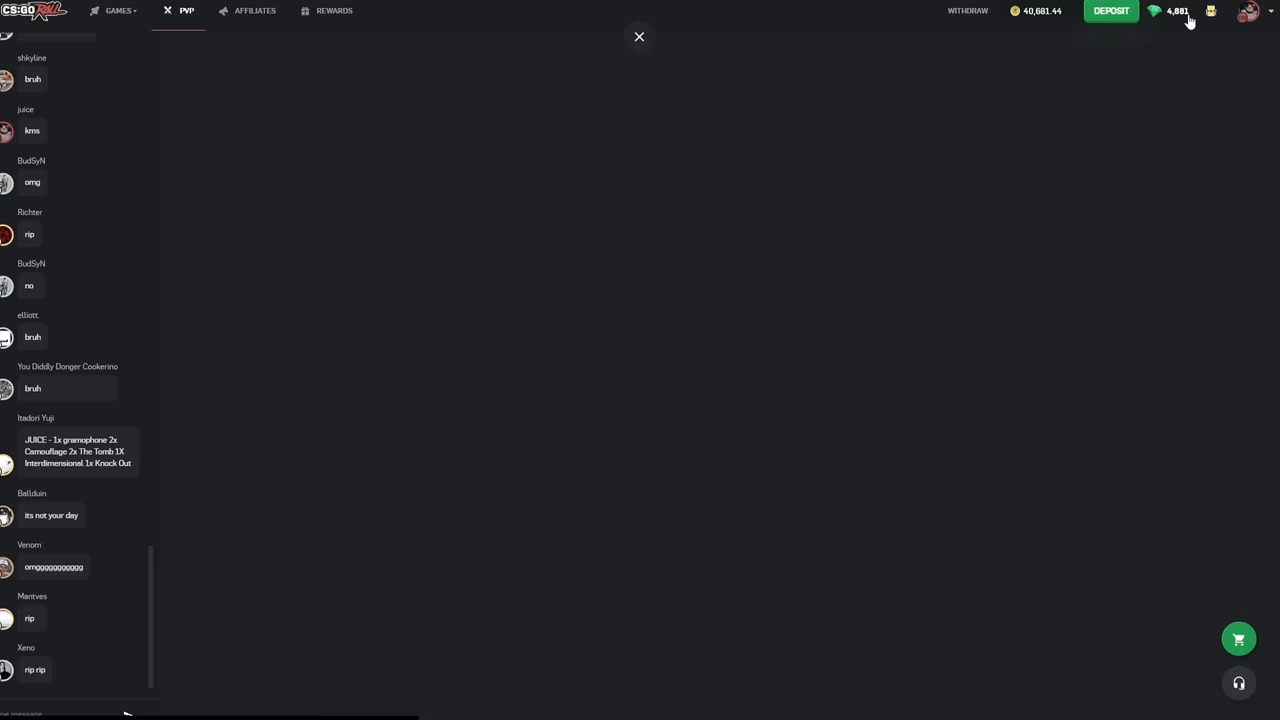 CS:GO ROLL
GAMES
PVP
AFFILIATES
REWARDS
WITHDRAW
40,681.44
DEPOSIT
4,881
shkyline
bruh
juice
kms
BudSyN
omg
Richter
rip
BudSyN
no
elliott.
bruh
You Diddly Donger Cookerino
bruh
Itadori Yuji
JUICE - 1x gramophone 2x
Camouflage 2x The Tomb 1X
Interdimensional 1x Knock Out
Ballduin
its not your day
Venom
omgggggggggggg
Mantves
rip
Xeno
rip rip